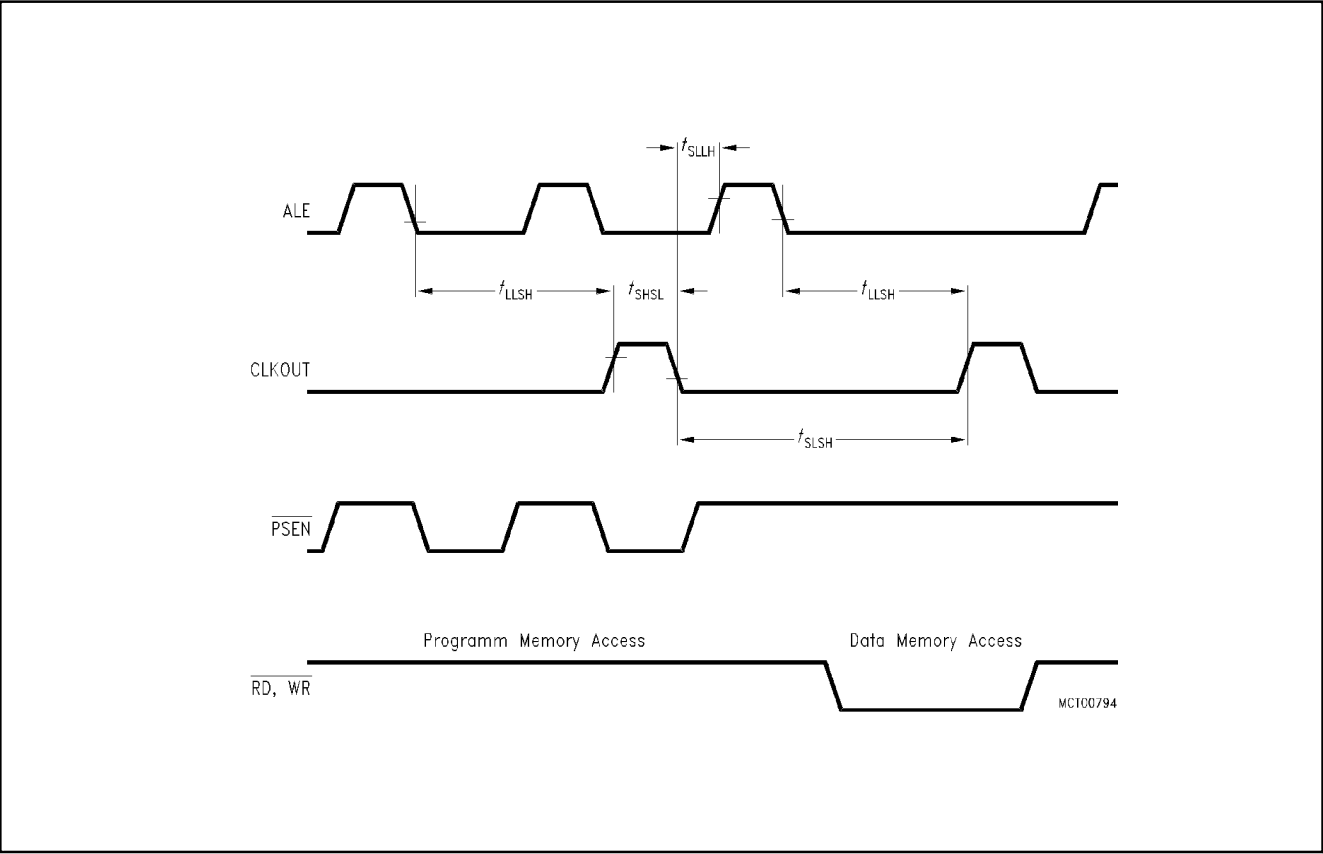 tSLLH
ALE
tLLSH
tSHSL
tLLSH
CLKOUT
tSLSH
PSEN
Programm Memory Access
Data Memory Access
RD, WR
MCT00794